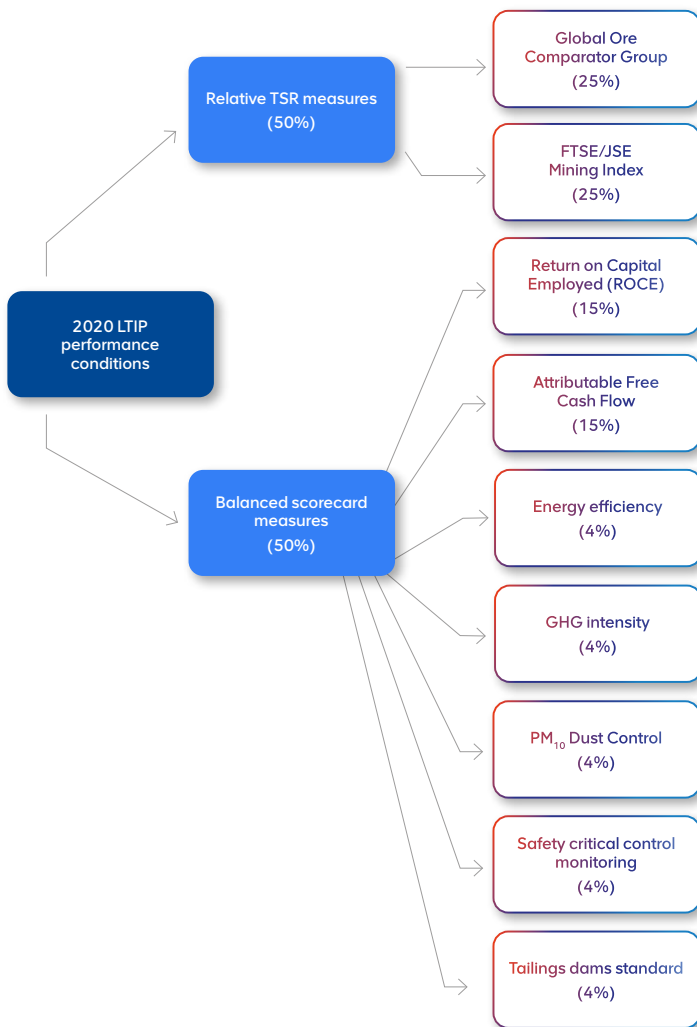 Global Ore
Comparator Group
(25%)
Relative TSR measures
(50%)
FTSE/JSE
Mining Index
(25%)
Return on Capital
Employed (ROCE)
(15%)
2020 LTIP
performance
conditions
Attributable Free
Cash Flow
(15%)
Balanced scorecard
measures
(50%)
Energy efficiency
(4%)
GHG intensity
(4%)
PM₁₀ Dust Control
(4%)
Safety critical control
monitoring
(4%)
Tailings dams standard
(4%)